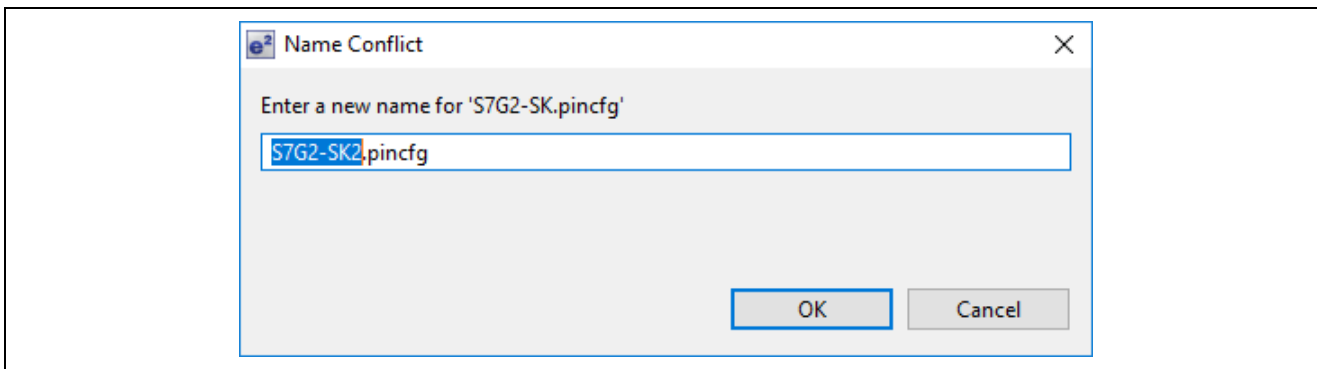 e² Name Conflict
Enter a new name for 'S7G2-SK.pincfg'
S7G2-SK2.pincfg
OK Cancel